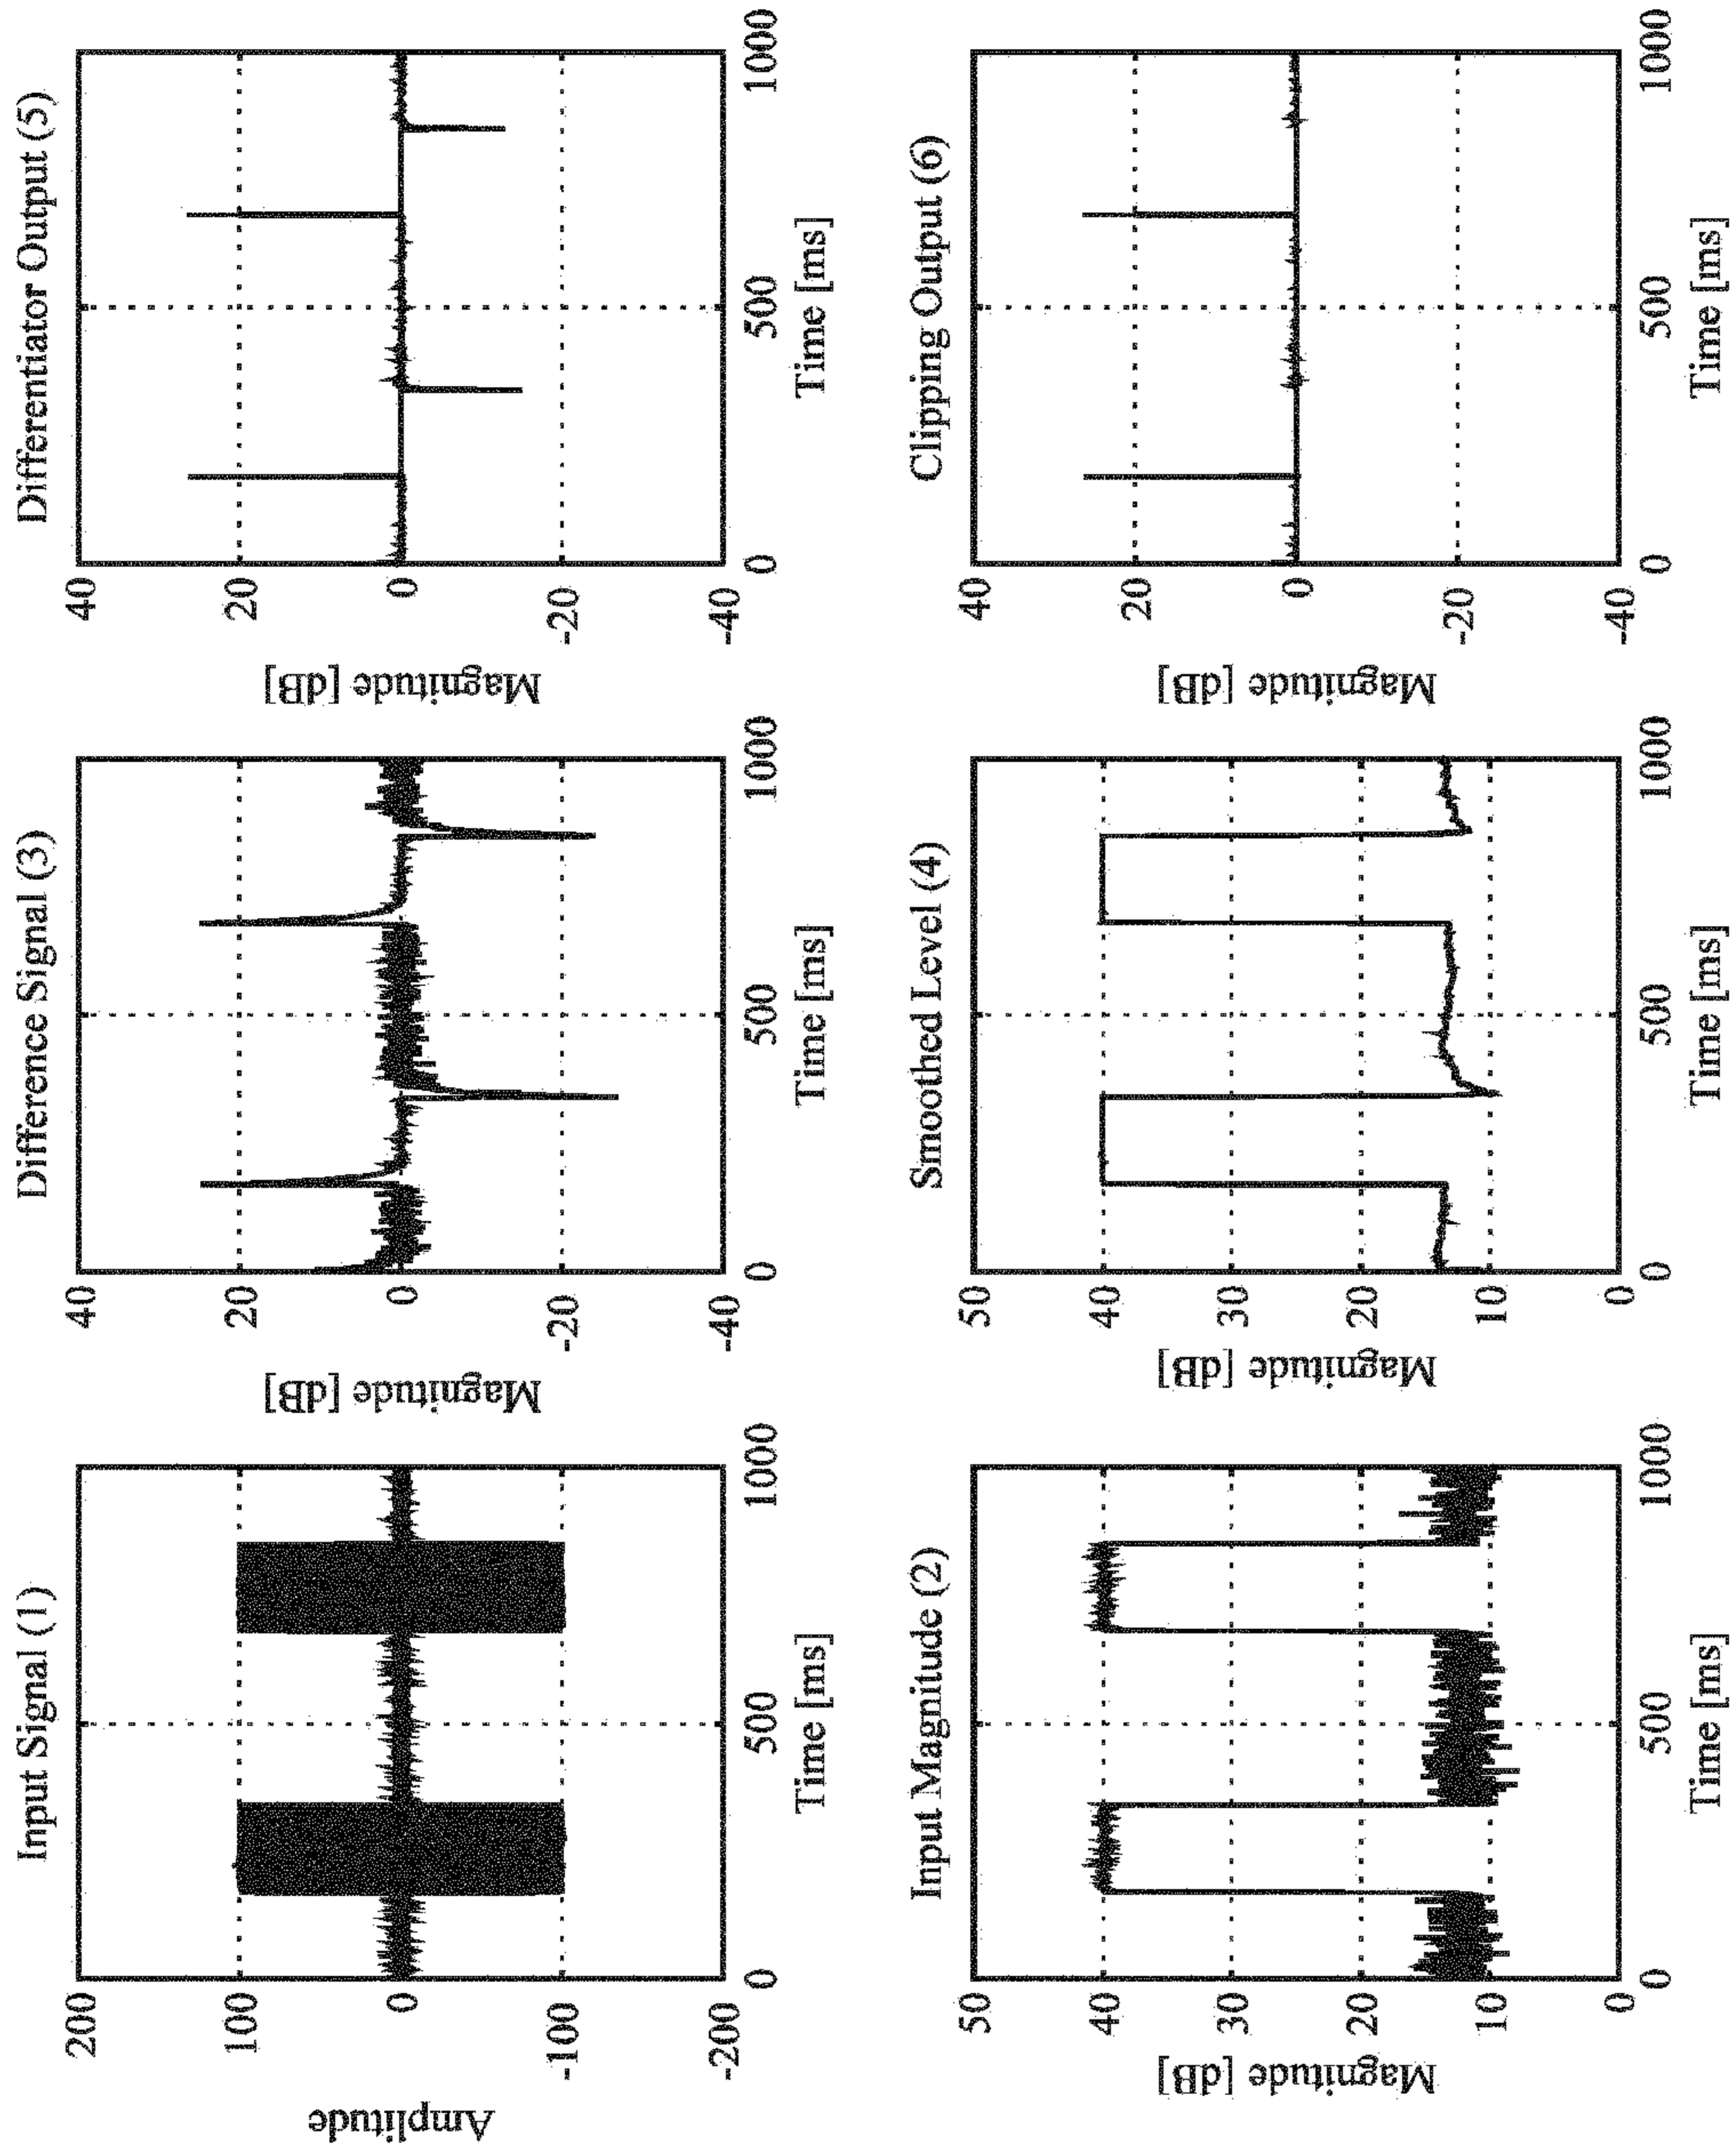 Input Signal (1)
200
100
0
-100
-200
Amplitude
0
500
1000
Time [ms]
Difference Signal (3)
40
20
0
-20
-40
Magnitude [dB]
0
500
1000
Time [ms]
Differentiator Output (5)
40
20
0
-20
-40
Magnitude [dB]
0
500
1000
Time [ms]
Input Magnitude (2)
50
40
30
20
10
0
Magnitude [dB]
0
500
1000
Time [ms]
Smoothed Level (4)
50
40
30
20
10
0
Magnitude [dB]
0
500
1000
Time [ms]
Clipping Output (6)
40
20
0
-20
-40
Magnitude [dB]
0
500
1000
Time [ms]